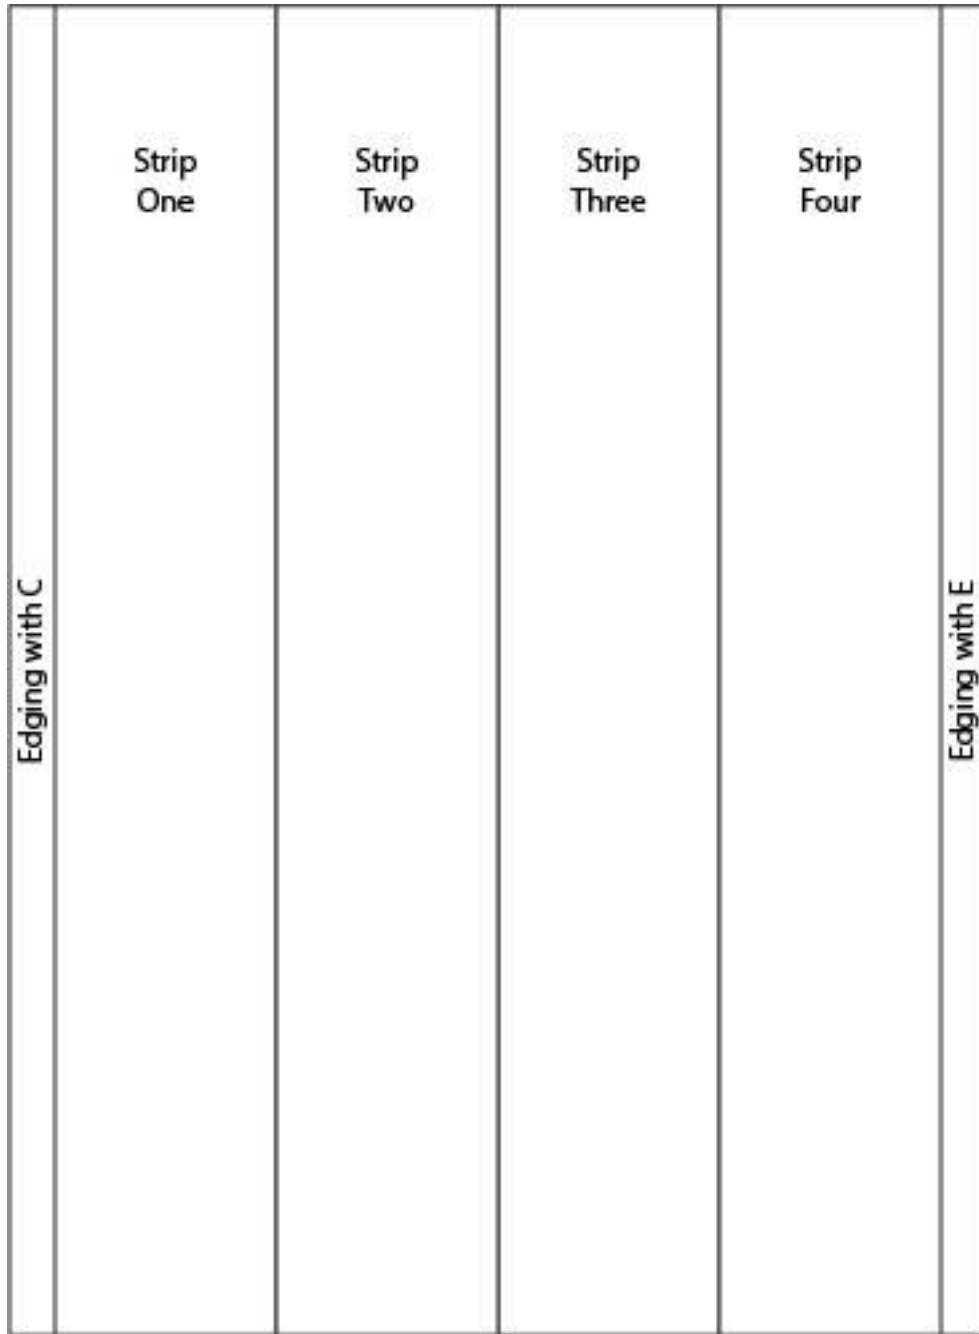 Strip
One
Strip
Two
Strip
Three
Strip
Four
Edging with C
Edging with E